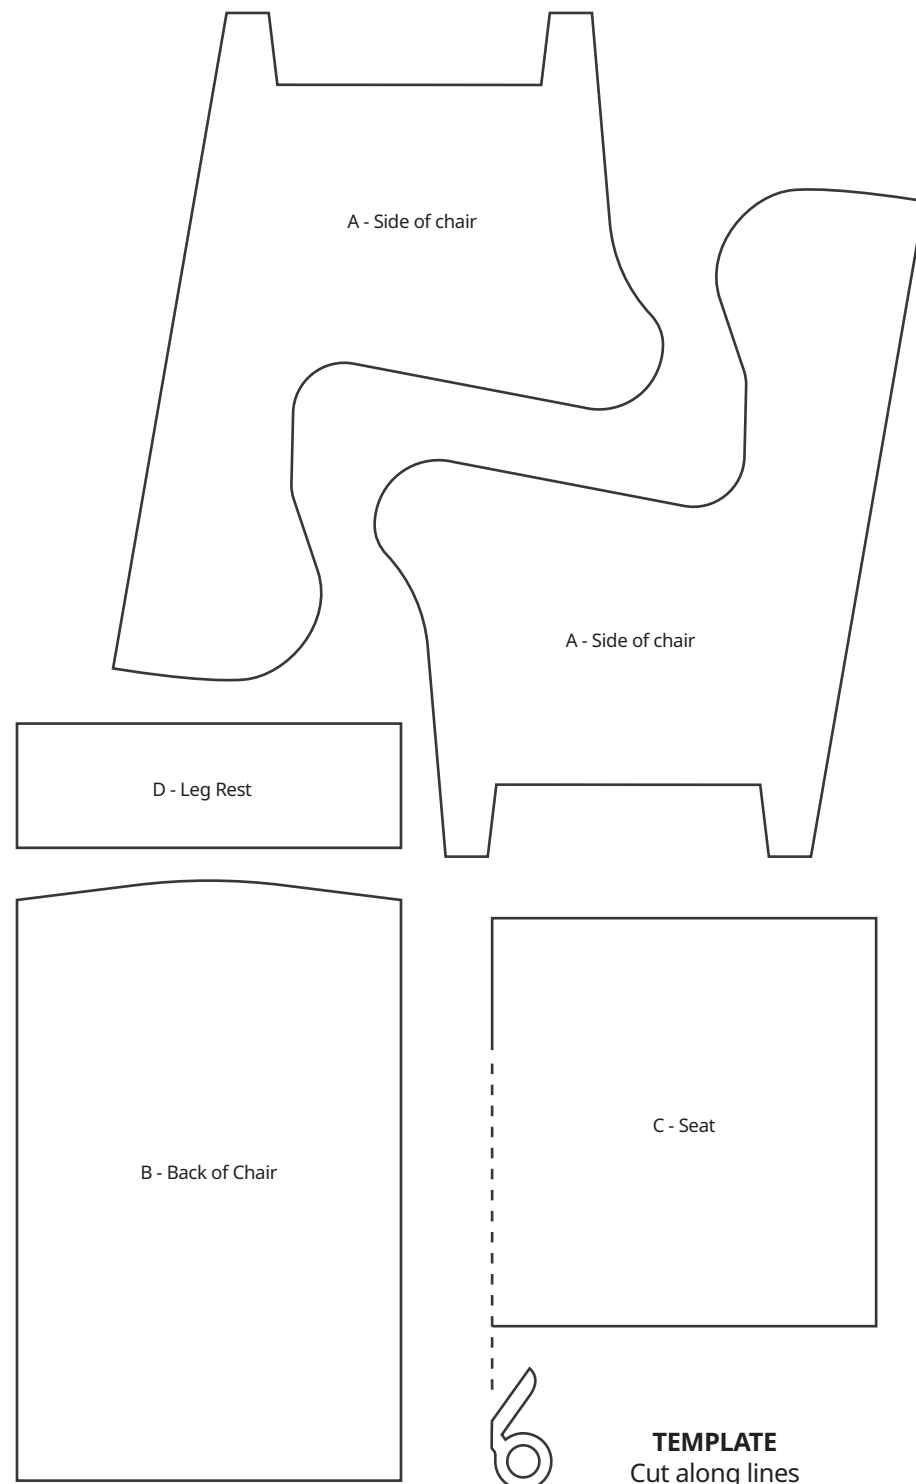 A - Side of chair
A - Side of chair
D - Leg Rest
B - Back of Chair
C - Seat
TEMPLATE
Cut along lines